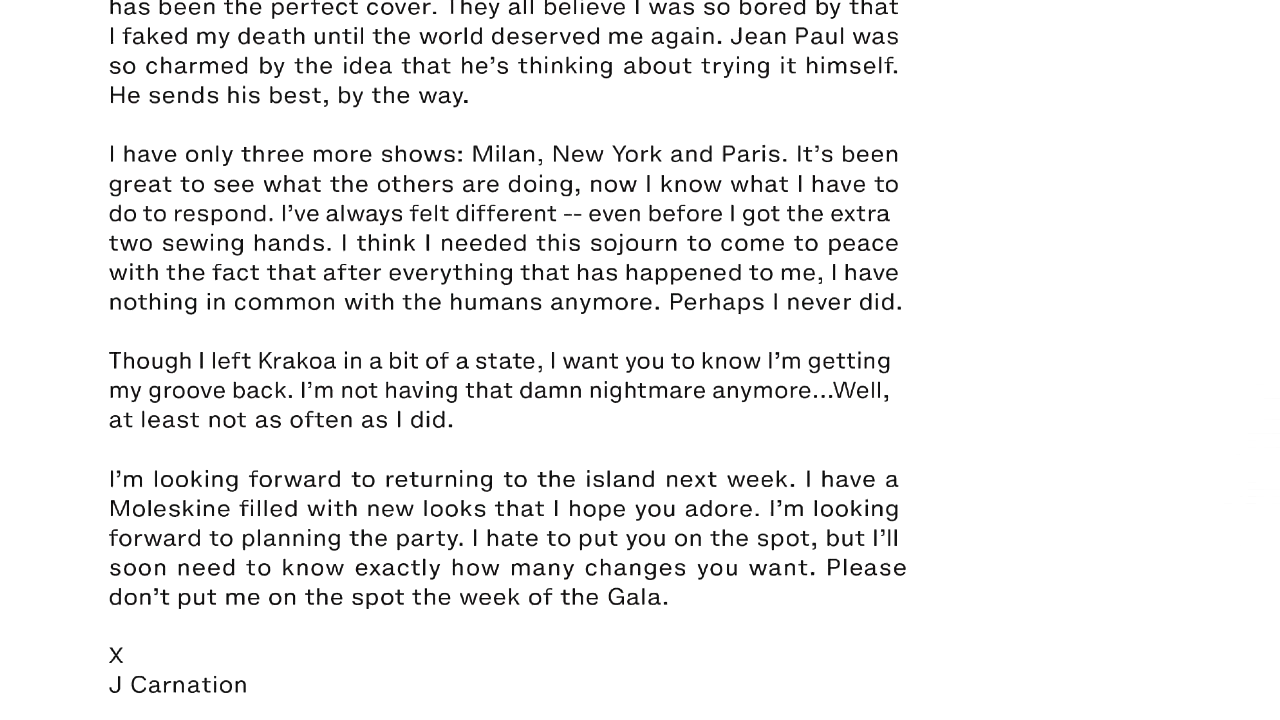 has been the perfect cover. They all believe I was so bored by that
I faked my death until the world deserved me again. Jean Paul was
so charmed by the idea that he’s thinking about trying it himself.
He sends his best, by the way.
I have only three more shows: Milan, New York and Paris. It’s been
great to see what the others are doing, now I know what I have to
do to respond. I’ve always felt different -- even before I got the extra
two sewing hands. I think I needed this sojourn to come to peace
with the fact that after everything that has happened to me, I have
nothing in common with the humans anymore. Perhaps I never did.
Though I left Krakoa in a bit of a state, I want you to know I’m getting
my groove back. I’m not having that damn nightmare anymore...Well,
at least not as often as I did.
I’m looking forward to returning to the island next week. I have a
Moleskine filled with new looks that I hope you adore. I’m looking
forward to planning the party. I hate to put you on the spot, but I’ll
soon need to know exactly how many changes you want. Please
don’t put me on the spot the week of the Gala.
X
J Carnation